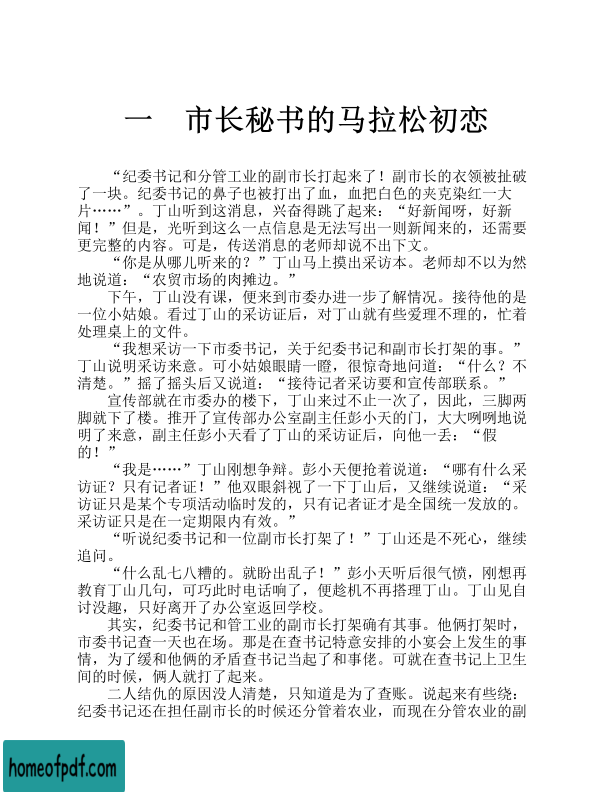 一　市长秘书的马拉松初恋
“纪委书记和分管工业的副市长打起来了！副市长的衣领被扯破
了一块。纪委书记的鼻子也被打出了血，血把白色的夹克染红一大
片……”。丁山听到这消息，兴奋得跳了起来：“好新闻呀，好新
闻！”但是，光听到这么一点信息是无法写出一则新闻来的，还需要
更完整的内容。可是，传送消息的老师却说不出下文。
“你是从哪儿听来的？”丁山马上摸出采访本。老师却不以为然
地说道：“农贸市场的肉摊边。”
下午，丁山没有课，便来到市委办进一步了解情况。接待他的是
一位小姑娘。看过丁山的采访证后，对丁山就有些爱理不理的，忙着
处理桌上的文件。
“我想采访一下市委书记，关于纪委书记和副市长打架的事。”
丁山说明采访来意。可小姑娘眼睛一瞪，很惊奇地问道：“什么？不
清楚。”摇了摇头后又说道：“接待记者采访要和宣传部联系。”
宣传部就在市委办的楼下，丁山来过不止一次了，因此，三脚两
脚就下了楼。推开了宣传部办公室副主任彭小天的门，大大咧咧地说
明了来意，副主任彭小天看了丁山的采访证后，向他一丢：“假
的！”
“我是……”丁山刚想争辩。彭小天便抢着说道：“哪有什么采
访证？只有记者证！”他双眼斜视了一下丁山后，又继续说道：“采
访证只是某个专项活动临时发的，只有记者证才是全国统一发放的。
采访证只是在一定期限内有效。”
“听说纪委书记和一位副市长打架了！”丁山还是不死心，继续
追问。
“什么乱七八糟的。就盼出乱子！”彭小天听后很气愤，刚想再
教育丁山几句，可巧此时电话响了，便趁机不再搭理丁山。丁山见自
讨没趣，只好离开了办公室返回学校。
其实，纪委书记和管工业的副市长打架确有其事。他俩打架时，
市委书记查一天也在场。那是在查书记特意安排的小宴会上发生的事
情，为了缓和他俩的矛盾查书记当起了和事佬。可就在查书记上卫生
间的时候，俩人就打了起来。
二人结仇的原因没人清楚，只知道是为了查账。说起来有些绕：
纪委书记还在担任副市长的时候还分管着农业，而现在分管农业的副
homeofpdf.com